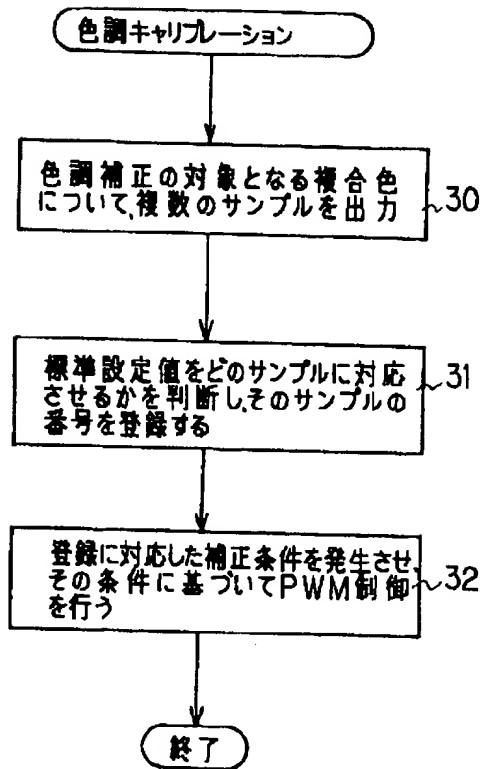 色調キャリブレーション
色調補正の対象となる複合色
について、複数のサンプルを出力
30
標準設定値をどのサンプルに対応
させるかを判断し、そのサンプルの
番号を登録する
31
登録に対応した補正条件を発生させ、
その条件に基づいてPWM制御
を行う
32
終了